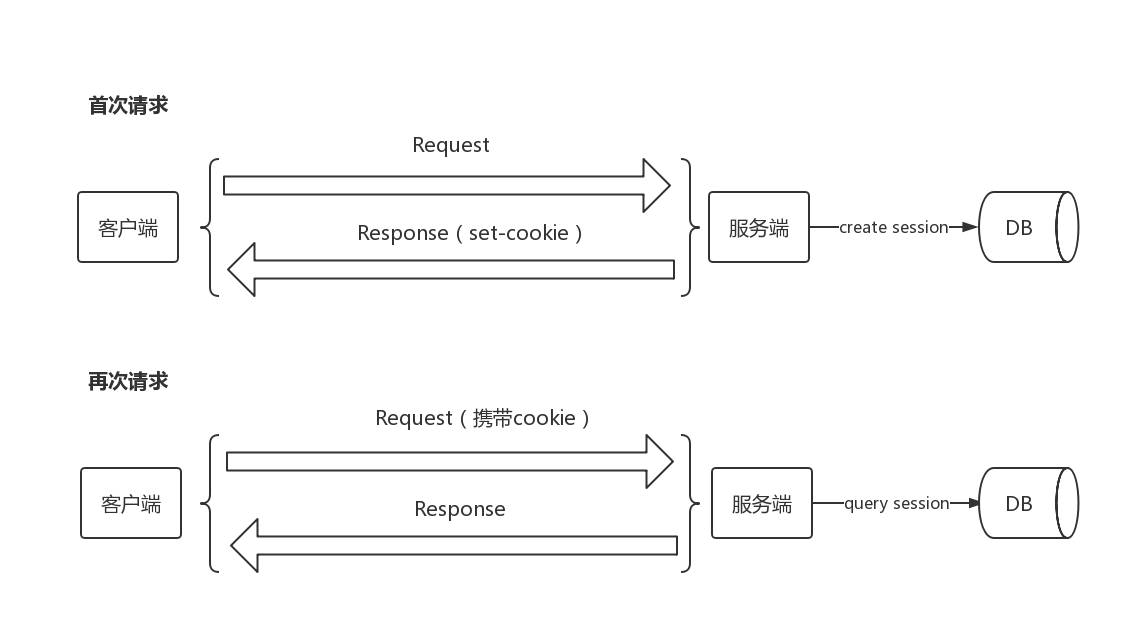 首次请求
Request
客户端
Response ( set-cookie )
服务端
create session
DB
再次请求
Request ( 携带cookie )
客户端
Response
服务端
query session
DB